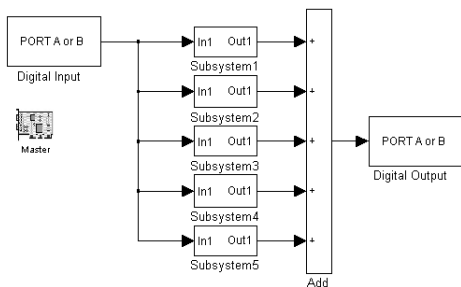 PORT A or B
Digital Input
Master
In1 Out1
Subsystem1
In1 Out1
Subsystem2
In1 Out1
Subsystem3
In1 Out1
Subsystem4
In1 Out1
Subsystem5
+
+
+
+
+
Add
PORT A or B
Digital Output